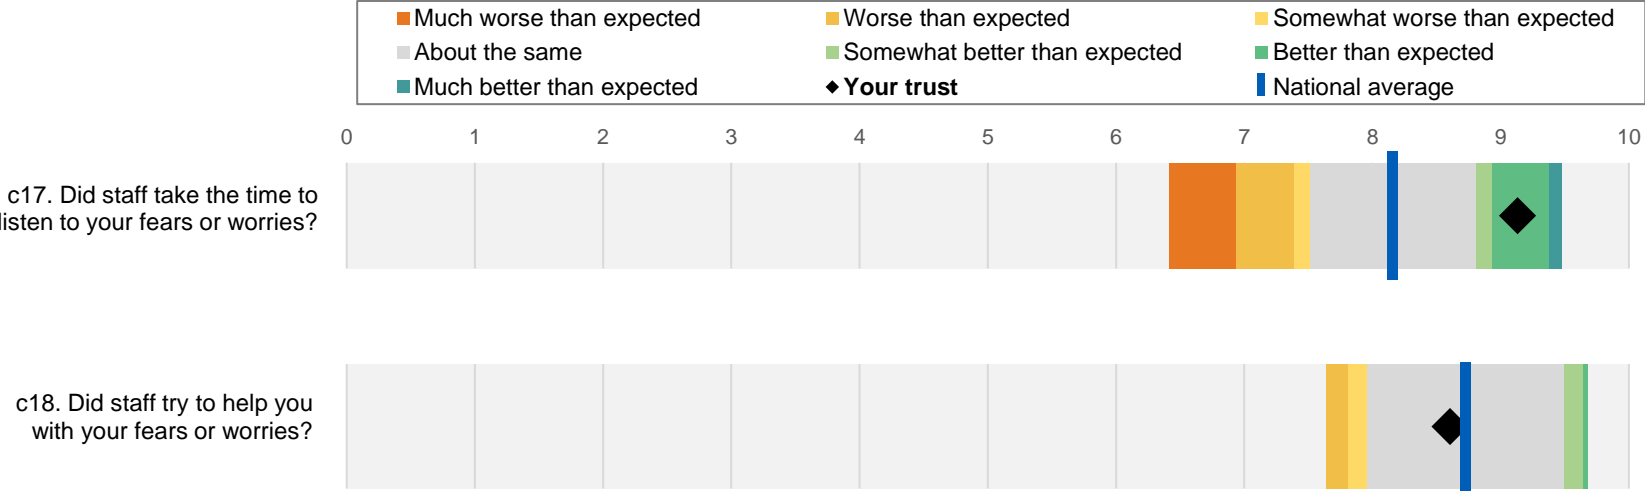 Much worse than expected Worse than expected Somewhat worse than expected
About the same Somewhat better than expected Better than expected
Much better than expected Your trust National average
0 1 2 3 4 5 6 7 8 9 10
c17. Did staff take the time to
listen to your fears or worries?
c18. Did staff try to help you
with your fears or worries?